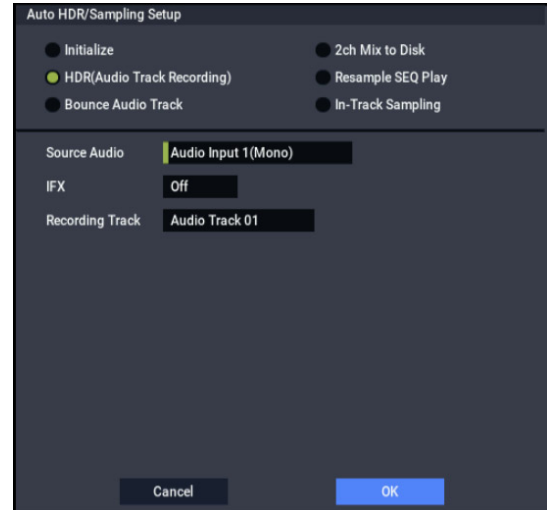 Auto HDR/Sampling Setup
Initialize
2ch Mix to Disk
HDR(Audio Track Recording)
Resample SEQ Play
Bounce Audio Track
In-Track Sampling
Source Audio
Audio Input 1(Mono)
IFX
Off
Recording Track
Audio Track 01
Cancel
OK